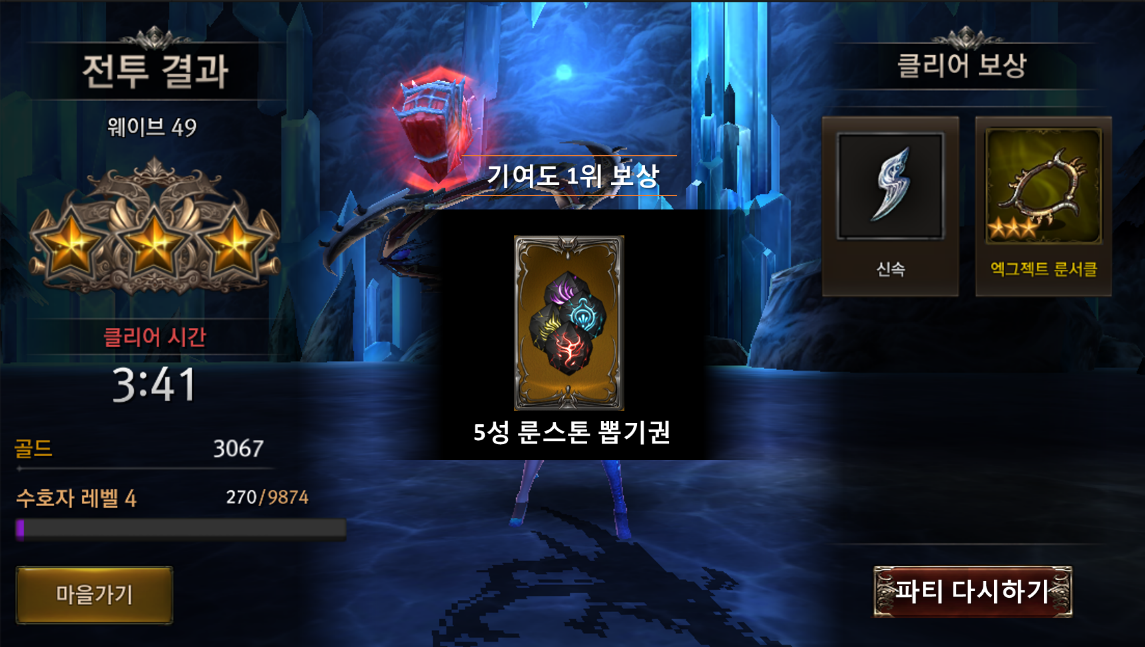 전투 결과
웨이브 49
클리어 시간
3:41
골드 3067
수호자 레벨 4 270/9874
마을가기
기여도 1위 보상
5성 룬스톤 뽑기권
클리어 보상
신속
엑그젝트 룬서클
파티 다시하기